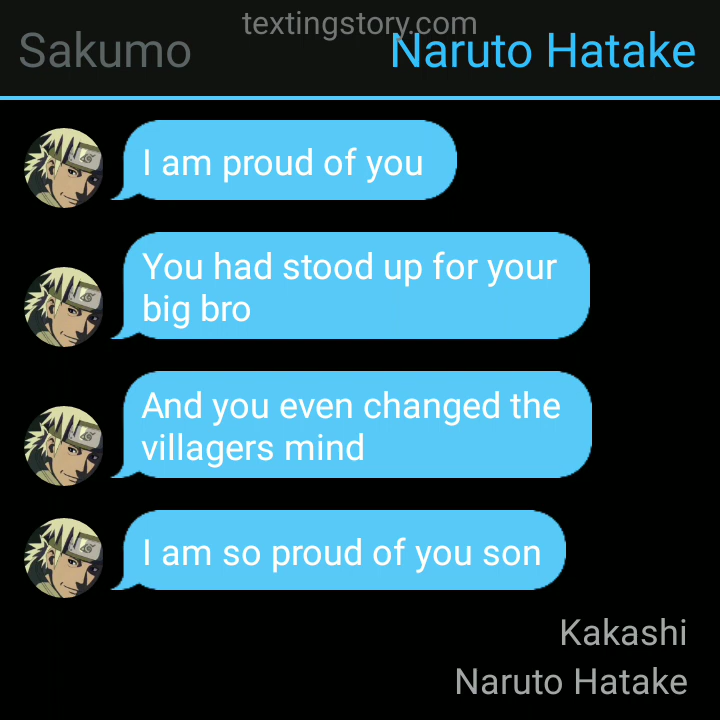 textingstory.com
Sakumo
Naruto Hatake
I am proud of you
You had stood up for your
big bro
And you even changed the
villagers mind
I am so proud of you son
Kakashi
Naruto Hatake